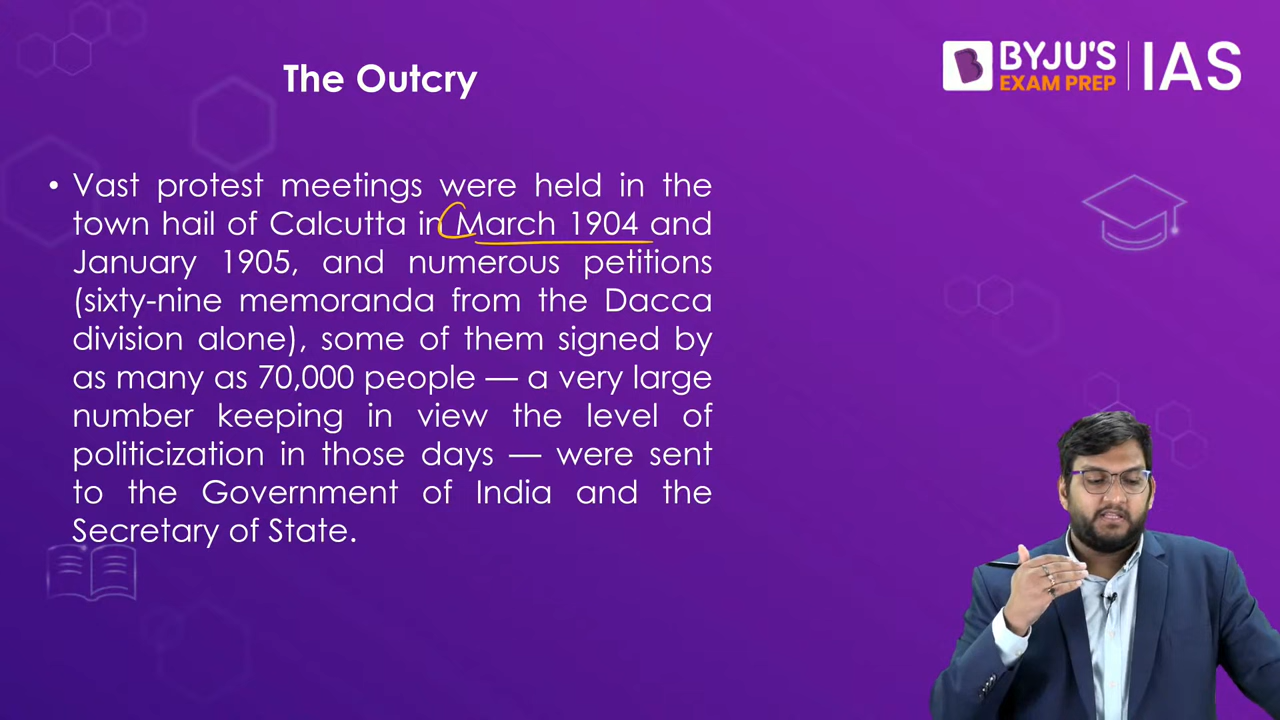 The Outcry
BYJU'S
EXAM PREP
IAS
• Vast protest meetings were held in the
town hail of Calcutta in March 1904 and
January 1905, and numerous petitions
(sixty-nine memoranda from the Dacca
division alone), some of them signed by
as many as 70,000 people — a very large
number keeping in view the level of
politicization in those days — were sent
to the Government of India and the
Secretary of State.